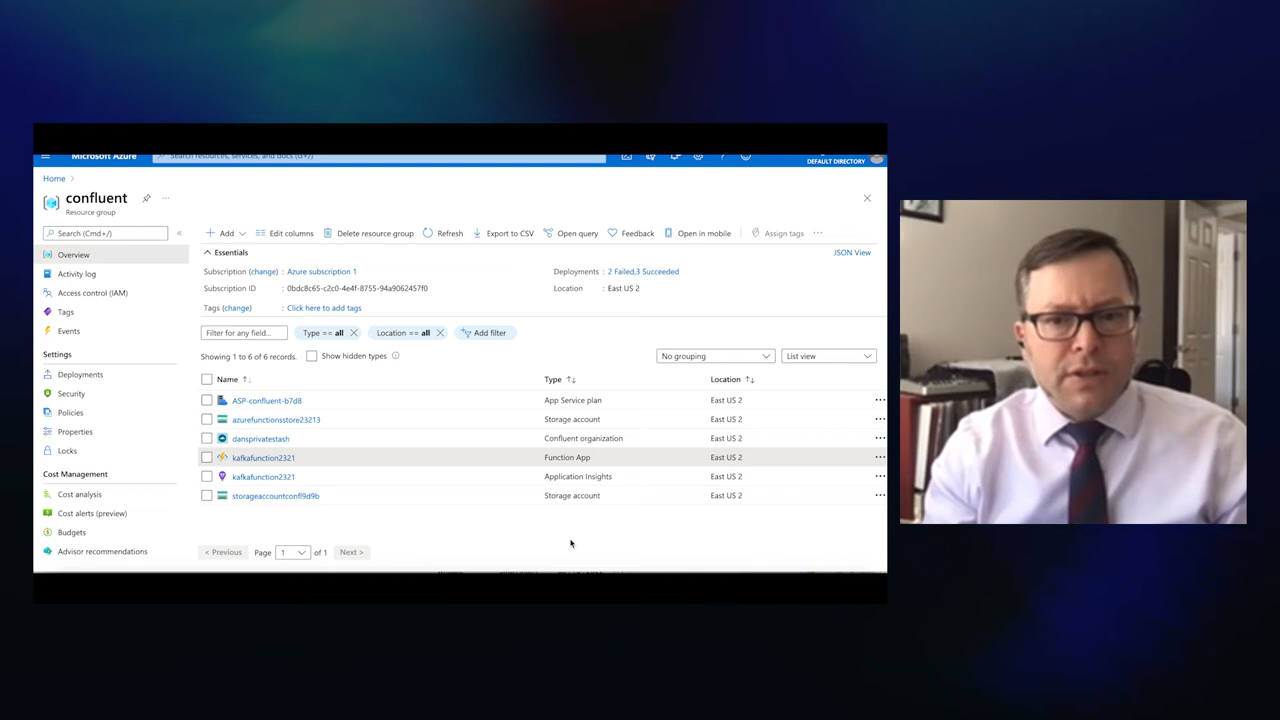 Microsoft Azure
Search resources, services, and docs (G+/)
DEFAULT DIRECTORY
Home >
confluent
Resource group
Search (Cmd+/)
Add
Edit columns
Delete resource group
Refresh
Export to CSV
Open query
Feedback
Open in mobile
Assign tags
Overview
Activity log
Access control (IAM)
Tags
Events
Settings
Deployments
Security
Policies
Properties
Locks
Cost Management
Cost analysis
Cost alerts (preview)
Budgets
Advisor recommendations
Essentials
JSON View
Subscription (change) : Azure subscription 1
Deployments : 2 Failed,3 Succeeded
Subscription ID : 0bdc8c65-c2c0-4e4f-8755-94a9062457f0
Location : East US 2
Tags (change) : Click here to add tags
Filter for any field...
Type == all
Location == all
Add filter
Showing 1 to 6 of 6 records.
Show hidden types
No grouping
List view
Name Type Location
ASP-confluent-b7d8 App Service plan East US 2
azurefunctionsstore23213 Storage account East US 2
dansprivatestash Confluent organization East US 2
kafkafunction2321 Function App East US 2
kafkafunction2321 Application Insights East US 2
storageaccountconfl9d9b Storage account East US 2
< Previous Page 1 of 1 Next >